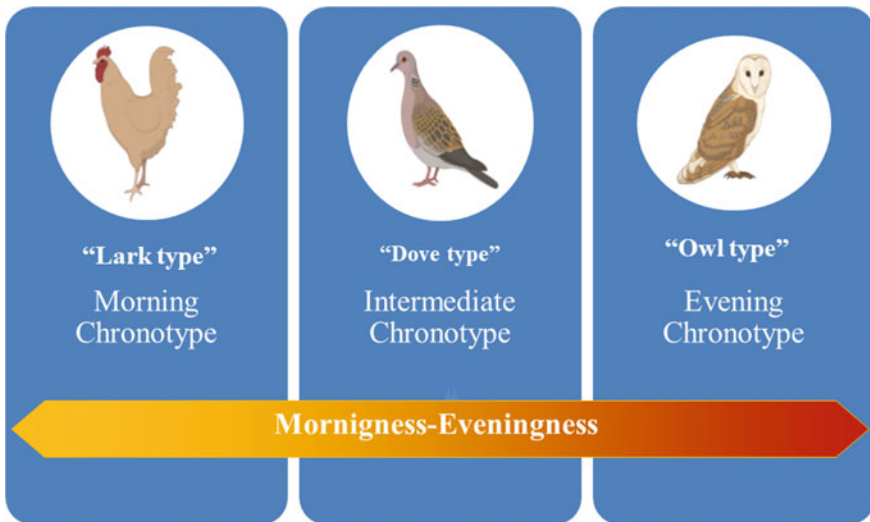 “Lark type”
Morning
Chronotype
“Dove type”
Intermediate
Chronotype
“Owl type”
Evening
Chronotype
Mornigness-Eveningness